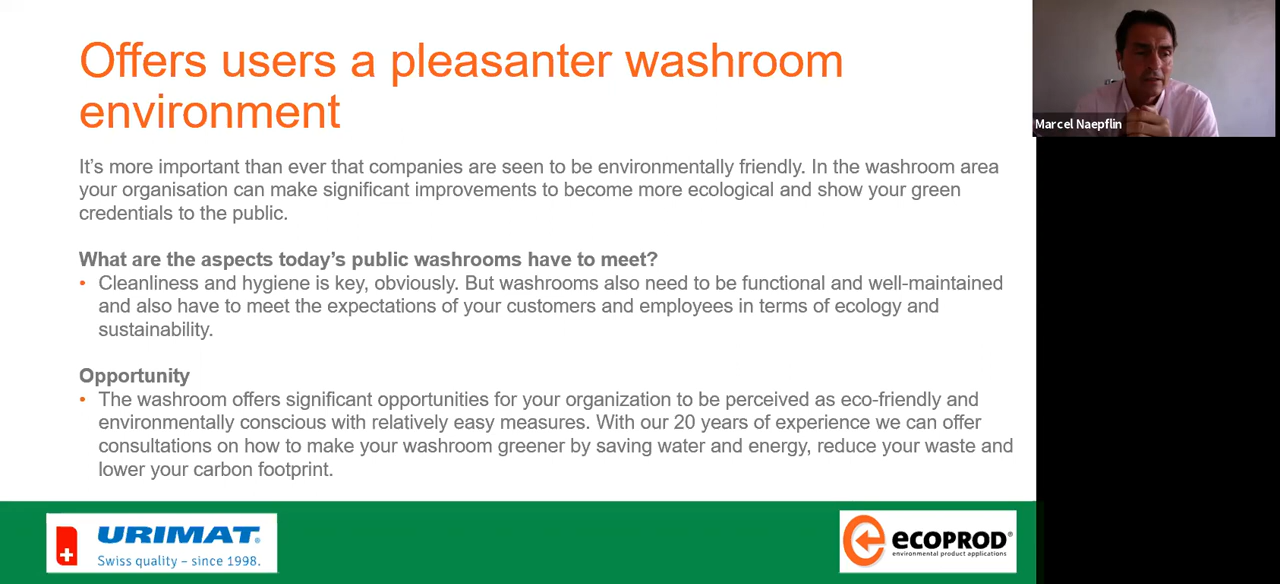 Offers users a pleasanter washroom
environment
It's more important than ever that companies are seen to be environmentally friendly. In the washroom area
your organisation can make significant improvements to become more ecological and show your green
credentials to the public.
What are the aspects today's public washrooms have to meet?
• Cleanliness and hygiene is key, obviously. But washrooms also need to be functional and well-maintained
and also have to meet the expectations of your customers and employees in terms of ecology and
sustainability.
Opportunity
• The washroom offers significant opportunities for your organization to be perceived as eco-friendly and
environmentally conscious with relatively easy measures. With our 20 years of experience we can offer
consultations on how to make your washroom greener by saving water and energy, reduce your waste and
lower your carbon footprint.
Marcel Naepflin
URIMAT®
Swiss quality – since 1998.
ECOPROD®
environmental product applications